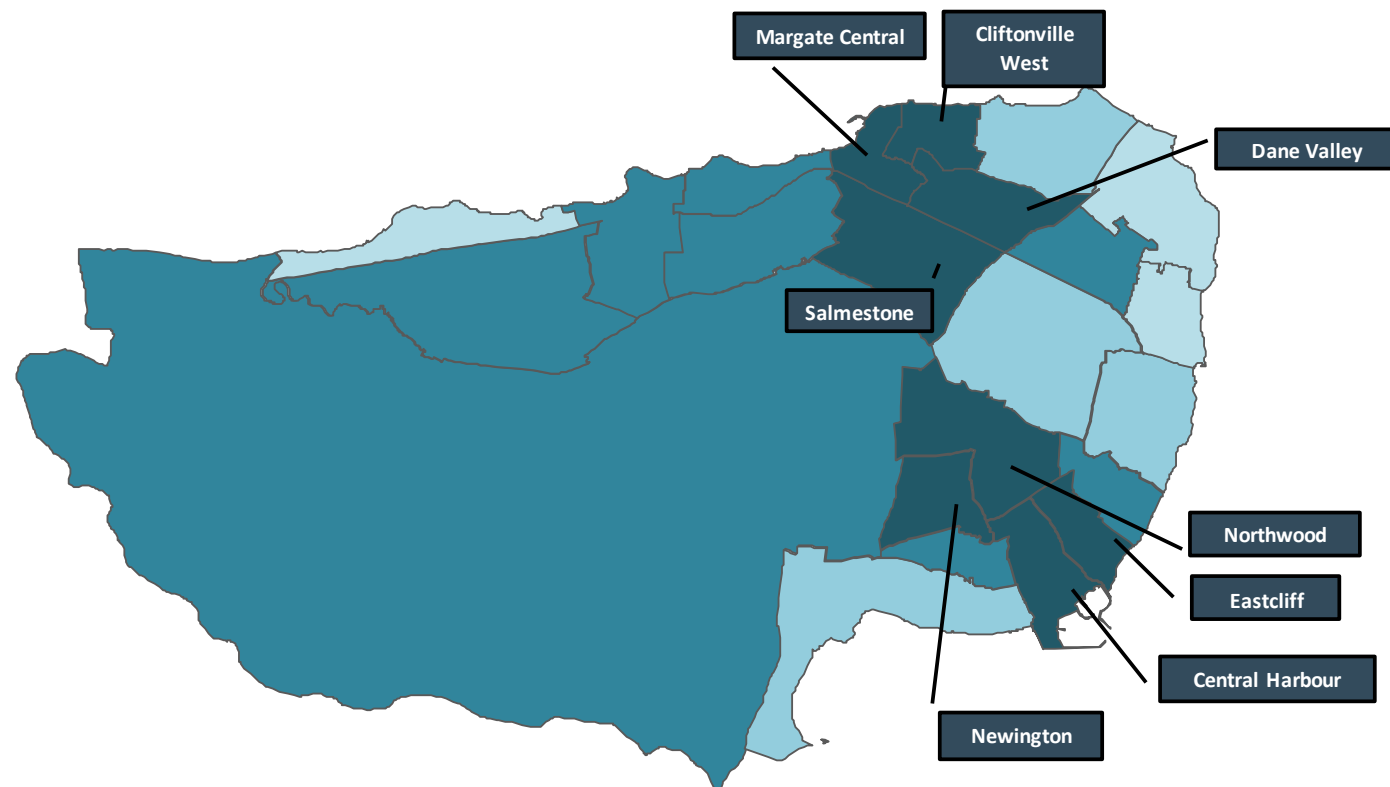 Margate Central
Cliftonville
West
Dane Valley
Salmestone
Northwood
Eastcliff
Central Harbour
Newington